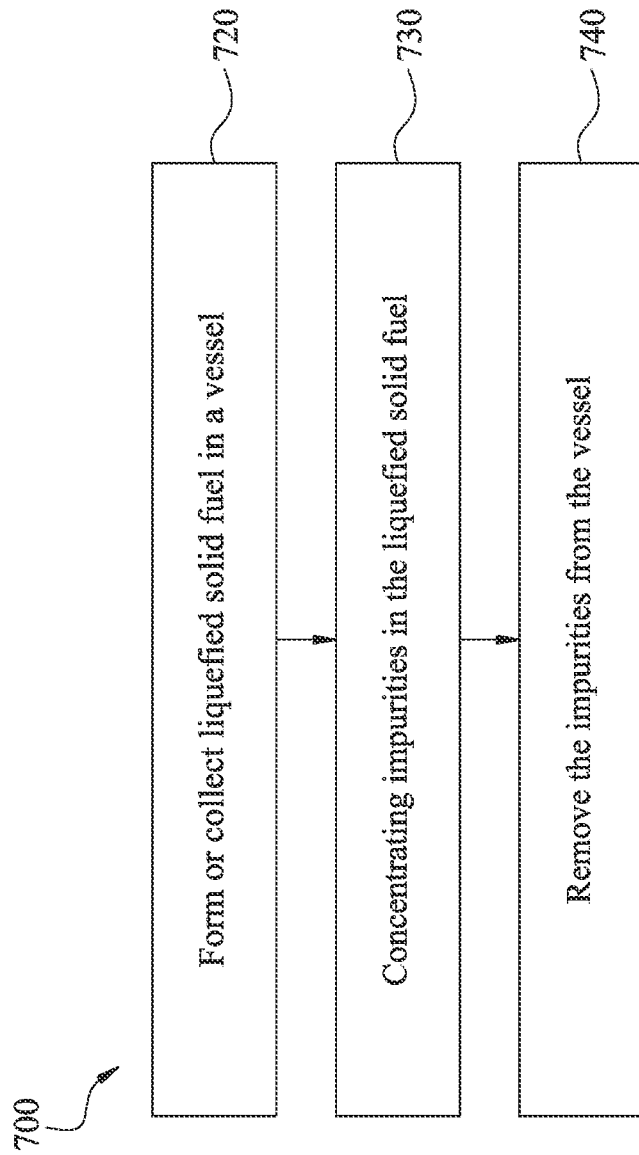 700
Form or collect liquefied solid fuel in a vessel
720
Concentrating impurities in the liquefied solid fuel
730
Remove the impurities from the vessel
740